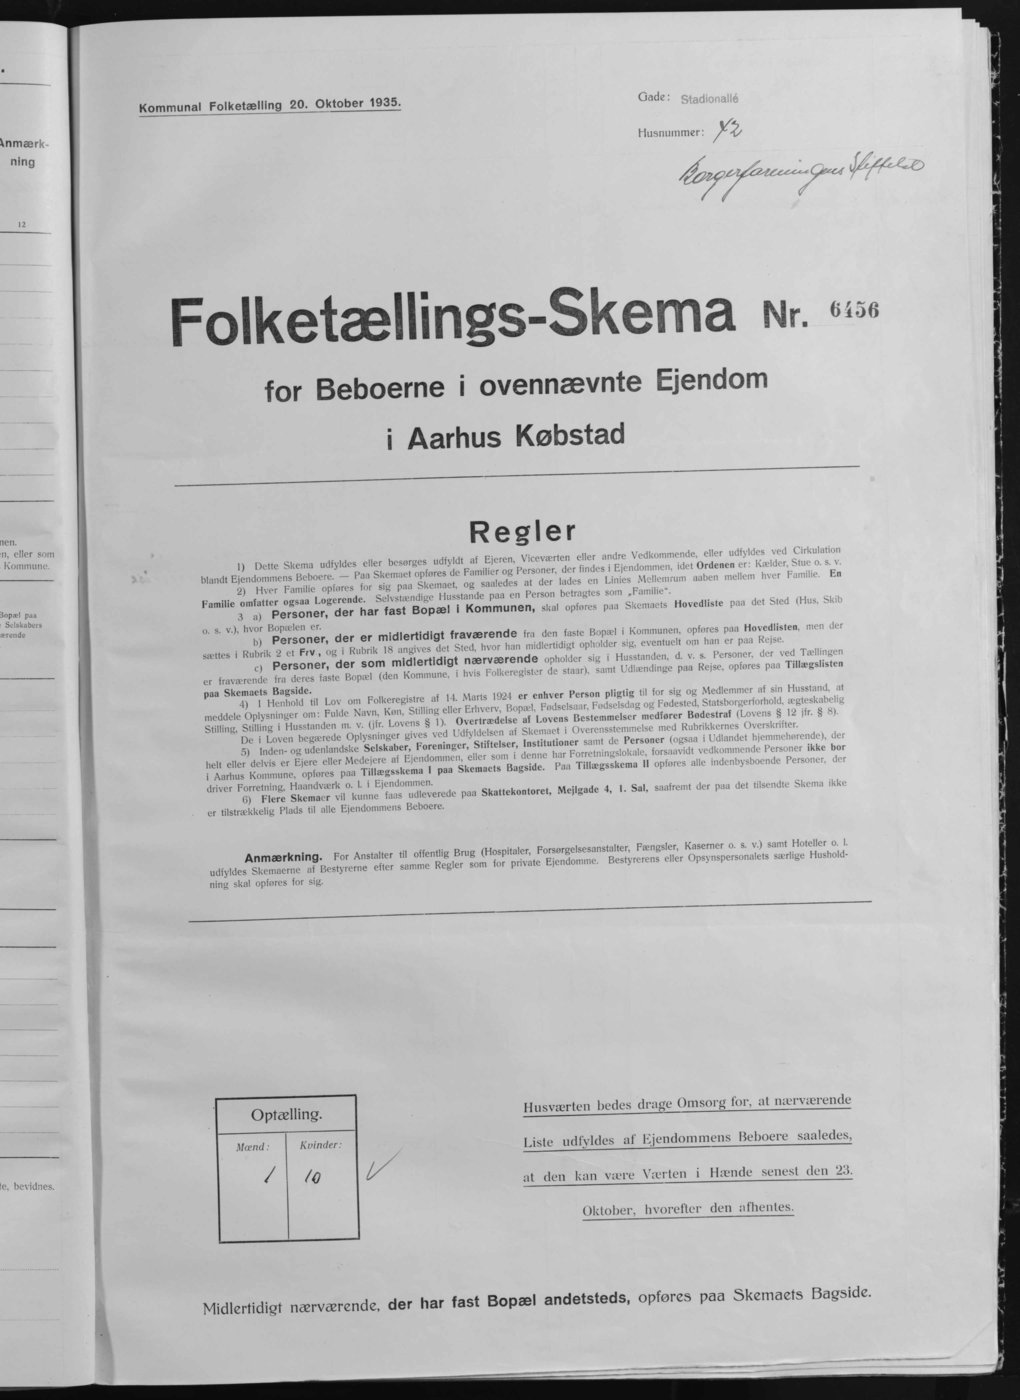 .
Anmærk-
ning
12
nen.
n, eller som
Kommune.
Bopæl paa
Selskabers
ærende
te, bevidnes.
Kommunal Folketælling 20. Oktober 1935.
Gade: Stadionallé
Husnummer: 42
Borgerforeningens
Folketællings-Skema Nr. 6456
for Beboerne i ovennævnte Ejendom
i Aarhus Købstad
Regler
1) Dette Skema udfyldes eller besørges udfyldt af Ejeren, Viceværten eller andre Vedkommende, eller udfyldes ved Cirkulation
blandt Ejendommens Beboere. — Paa Skemaet opføres de Familier og Personer, der findes i Ejendommen, idet Ordenen er: Kælder, Stue o. s. v.
2) Hver Familie opføres for sig paa Skemaet, og saaledes at der lades en Linies Mellemrum aaben mellem hver Familie. En
Familie omfatter ogsaa Logerende. Selvstændige Husstande paa en Person betragtes som „Familie“.
3 a) Personer, der har fast Bopæl i Kommunen, skal opføres paa Skemaets Hovedliste paa det Sted (Hus, Skib
o. s. v.), hvor Bopælen er.
b) Personer, der er midlertidigt fraværende fra den faste Bopæl i Kommunen, opføres paa Hovedlisten, men der
sættes i Rubrik 2 et Frv, og i Rubrik 18 angives det Sted, hvor han midlertidigt opholder sig, eventuelt om han er paa Rejse.
c) Personer, der som midlertidigt nærværende opholder sig i Husstanden, d. v. s. Personer, der ved Tællingen
er fraværende fra deres faste Bopæl (den Kommune, i hvis Folkeregister de staar), samt Udlændinge paa Rejse, opføres paa Tillægslisten
paa Skemaets Bagside.
4) I Henhold til Lov om Folkeregistre af 14. Marts 1924 er enhver Person pligtig til for sig og Medlemmer af sin Husstand, at
meddele Oplysninger om: Fulde Navn, Køn, Stilling eller Erhverv, Bopæl, Fødselsaar, Fødselsdag og Fødested, Statsborgerforhold, ægteskabelig
Stilling, Stilling i Husstanden m. v. (jfr. Lovens § 1). Overtrædelse af Lovens Bestemmelser medfører Bødestraf (Lovens § 12 jfr. § 8).
De i Loven begærede Oplysninger gives ved Udfyldelsen af Skemaet i Overensstemmelse med Rubrikkernes Overskrifter.
5) Inden- og udenlandske Selskaber, Foreninger, Stiftelser, Institutioner samt de Personer (ogsaa i Udlandet hjemmehørende), der
helt eller delvis er Ejere eller Medejere af Ejendommen, eller som i denne har Forretningslokale, forsaavidt vedkommende Personer ikke bor
i Aarhus Kommune, opføres paa Tillægsskema I paa Skemaets Bagside. Paa Tillægsskema II opføres alle indenbysboende Personer, der
driver Forretning, Haandværk o. l. i Ejendommen.
6) Flere Skemaer vil kunne faas udleverede paa Skattekontoret, Mejlgade 4, 1. Sal, saafremt der paa det tilsendte Skema ikke
er tilstrækkelig Plads til alle Ejendommens Beboere.
Anmærkning. For Anstalter til offentlig Brug (Hospitaler, Forsørgelsesanstalter, Fængsler, Kaserner o. s. v.) samt Hoteller o. l.
udfyldes Skemaerne af Bestyrerne efter samme Regler som for private Ejendomme. Bestyrerens eller Opsynspersonalets særlige Hushold-
ning skal opføres for sig.
Optælling.
Mænd: Kvinder:
1 10
Husværten bedes drage Omsorg for, at nærværende
Liste udfyldes af Ejendommens Beboere saaledes,
at den kan være Værten i Hænde senest den 23.
Oktober, hvorefter den afhentes.
Midlertidigt nærværende, der har fast Bopæl andetsteds, opføres paa Skemaets Bagside.